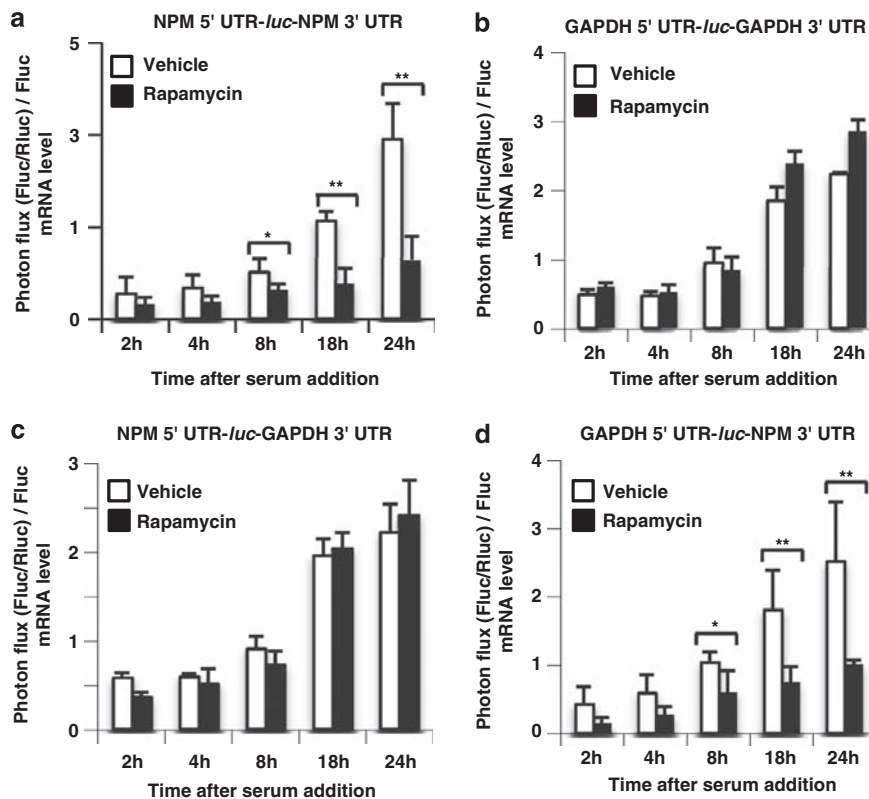 a
NPM 5' UTR-luc-NPM 3' UTR
Photon flux (Fluc/Rluc) / Fluc
mRNA level
5
3
1
0
Vehicle
Rapamycin
*
**
**
2h 4h 8h 18h 24h
Time after serum addition
b
GAPDH 5' UTR-luc-GAPDH 3' UTR
Photon flux (Fluc/Rluc) / Fluc
mRNA level
4
3
2
1
0
Vehicle
Rapamycin
2h 4h 8h 18h 24h
Time after serum addition
c
NPM 5' UTR-luc-GAPDH 3' UTR
Photon flux (Fluc/Rluc) / Fluc
mRNA level
3
2
1
0
Vehicle
Rapamycin
2h 4h 8h 18h 24h
Time after serum addition
d
GAPDH 5' UTR-luc-NPM 3' UTR
Photon flux (Fluc/Rluc) / Fluc
mRNA level
4
3
2
1
0
Vehicle
Rapamycin
*
**
**
2h 4h 8h 18h 24h
Time after serum addition